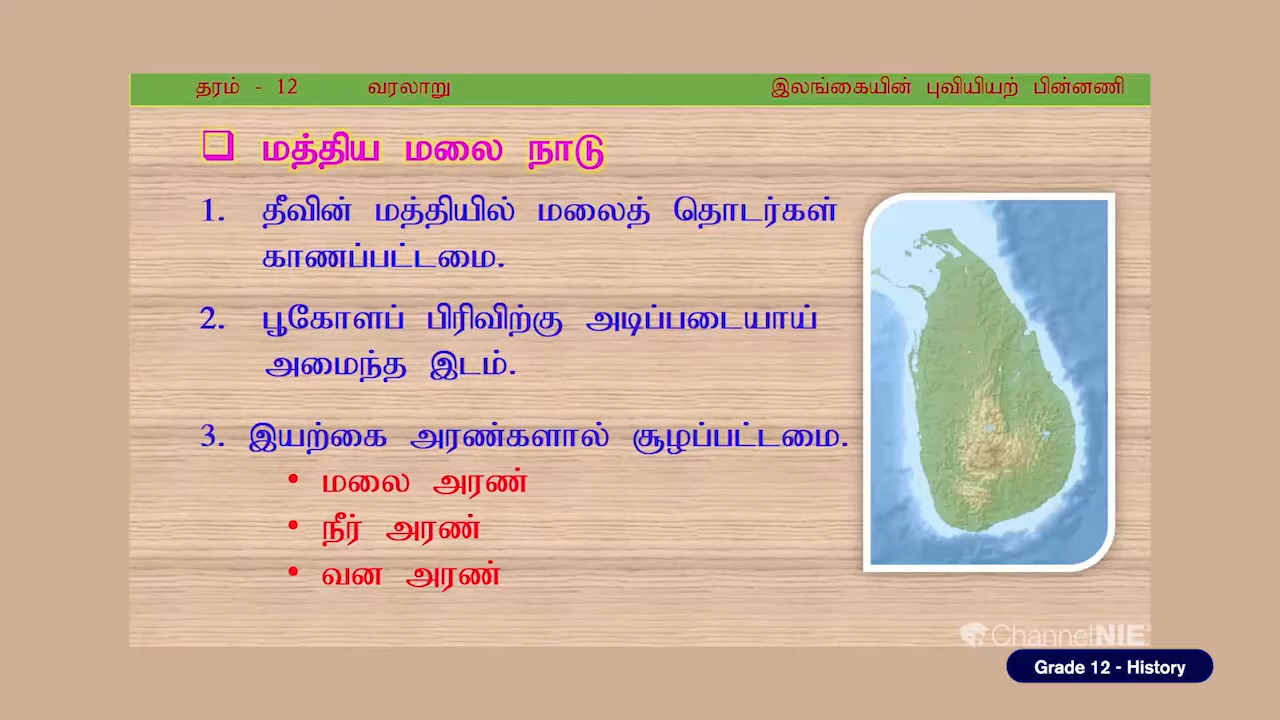 தரம் - 12 வரலாறு இலங்கையின் புவியியற் பின்னணி
❑ மத்திய மலை நாடு
1. தீவின் மத்தியில் மலைத் தொடர்கள்
காணப்பட்டமை.
2. பூகோளப் பிரிவிற்கு அடிப்படையாய்
அமைந்த இடம்.
3. இயற்கை அரண்களால் சூழப்பட்டமை.
• மலை அரண்
• நீர் அரண்
• வன அரண்
ChannelNIE
Grade 12 - History